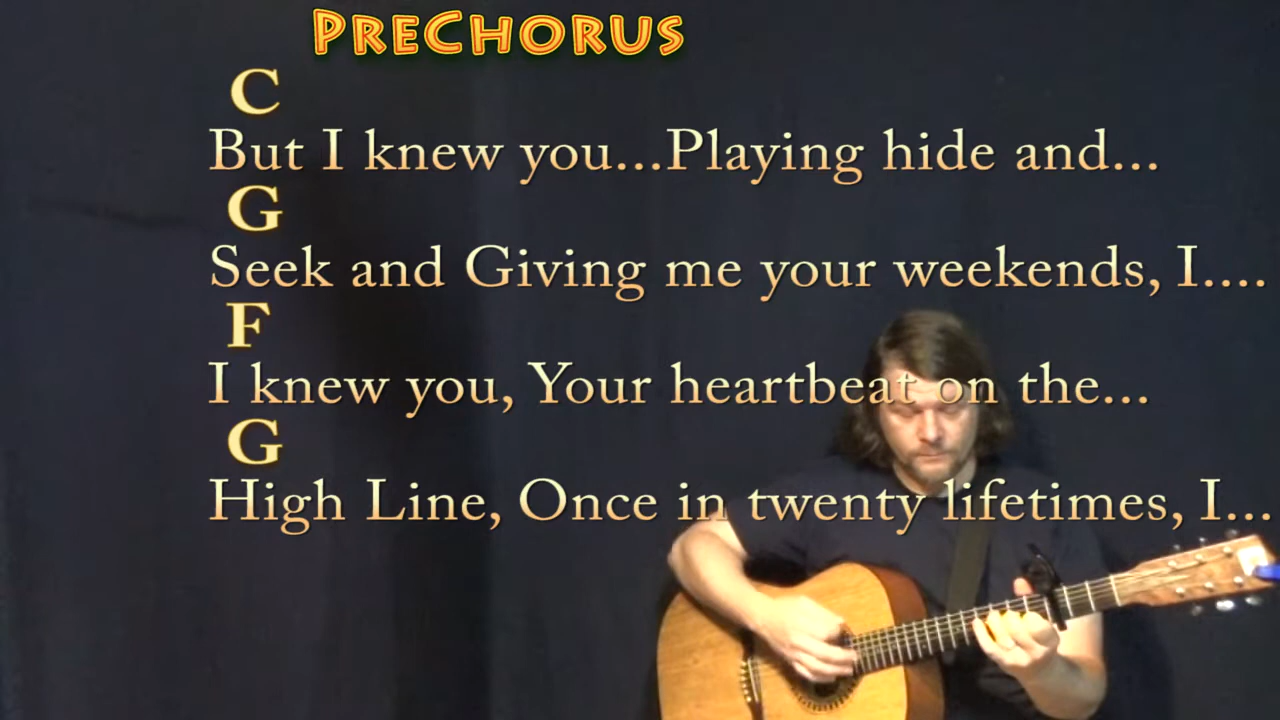 PRECHORUS
C
But I knew you...Playing hide and...
G
Seek and Giving me your weekends, I....
F
I knew you, Your heartbeat on the...
G
High Line, Once in twenty lifetimes, I...